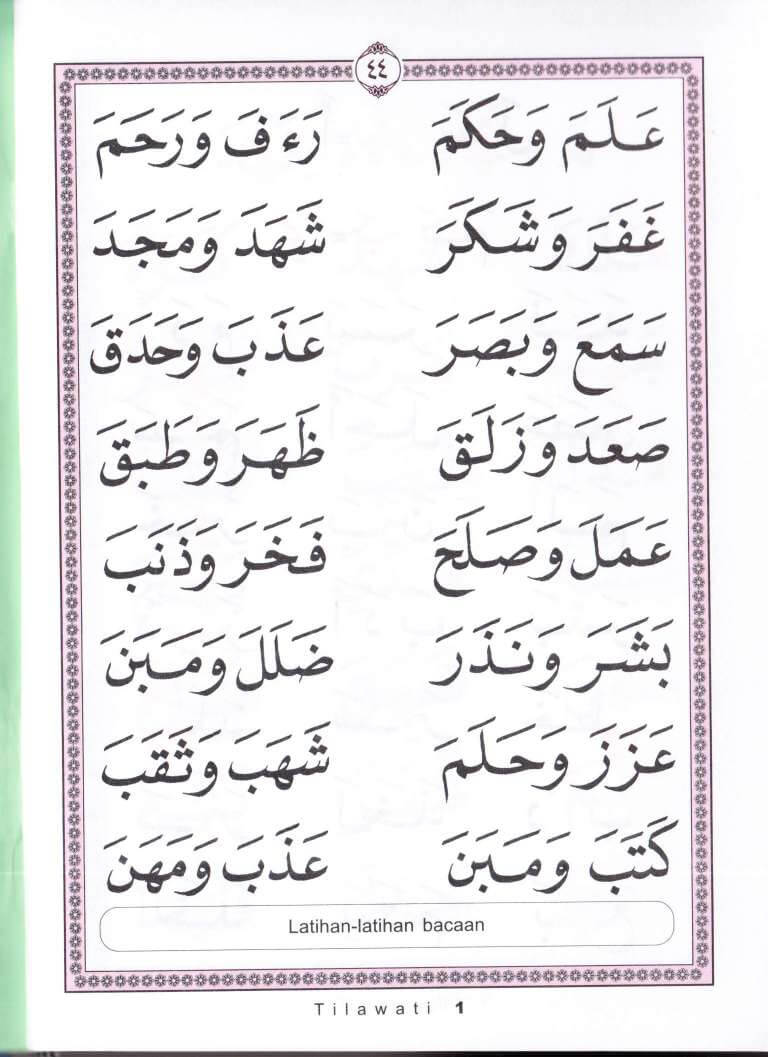 ٤٤
عَلَمَ وَحَكَمَ رَءَفَ وَرَحَمَ
غَفَرَ وَشَكَرَ شَهَدَ وَمَجَدَ
سَمَعَ وَبَصَرَ عَذَبَ وَحَدَقَ
صَعَدَ وَزَلَقَ ظَهَرَ وَطَبَقَ
عَمَلَ وَصَلَحَ فَخَرَ وَذَنَبَ
بَشَرَ وَنَذَرَ ضَلَلَ وَمَبَنَ
عَزَزَ وَحَلَمَ شَهَبَ وَثَقَبَ
كَتَبَ وَمَبَنَ عَذَبَ وَمَهَنَ
Latihan-latihan bacaan
Tilawati 1